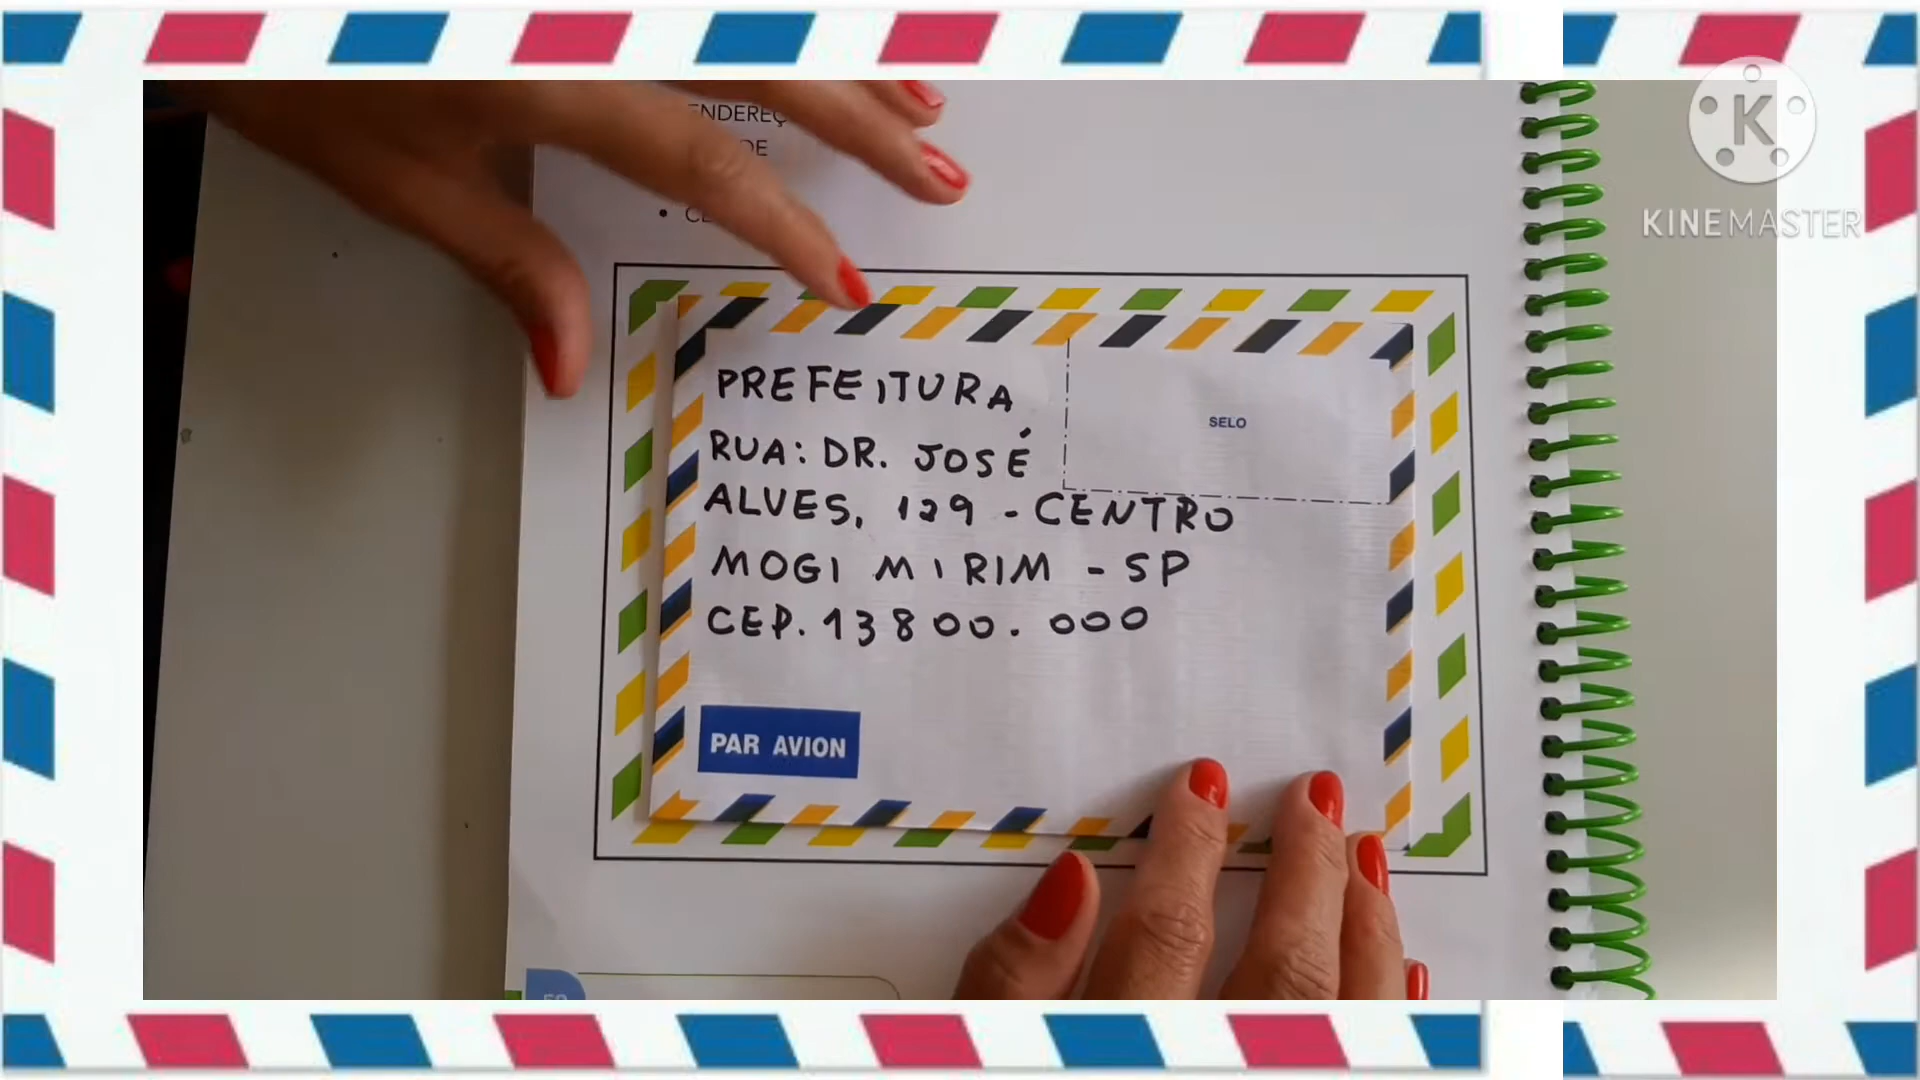 PREFEITURA
RUA: DR. JOSÉ
ALVES, 129 - CENTRO
MOGI MIRIM - SP
CEP. 13800. 000
SELO
PAR AVION
K
KINEMASTER